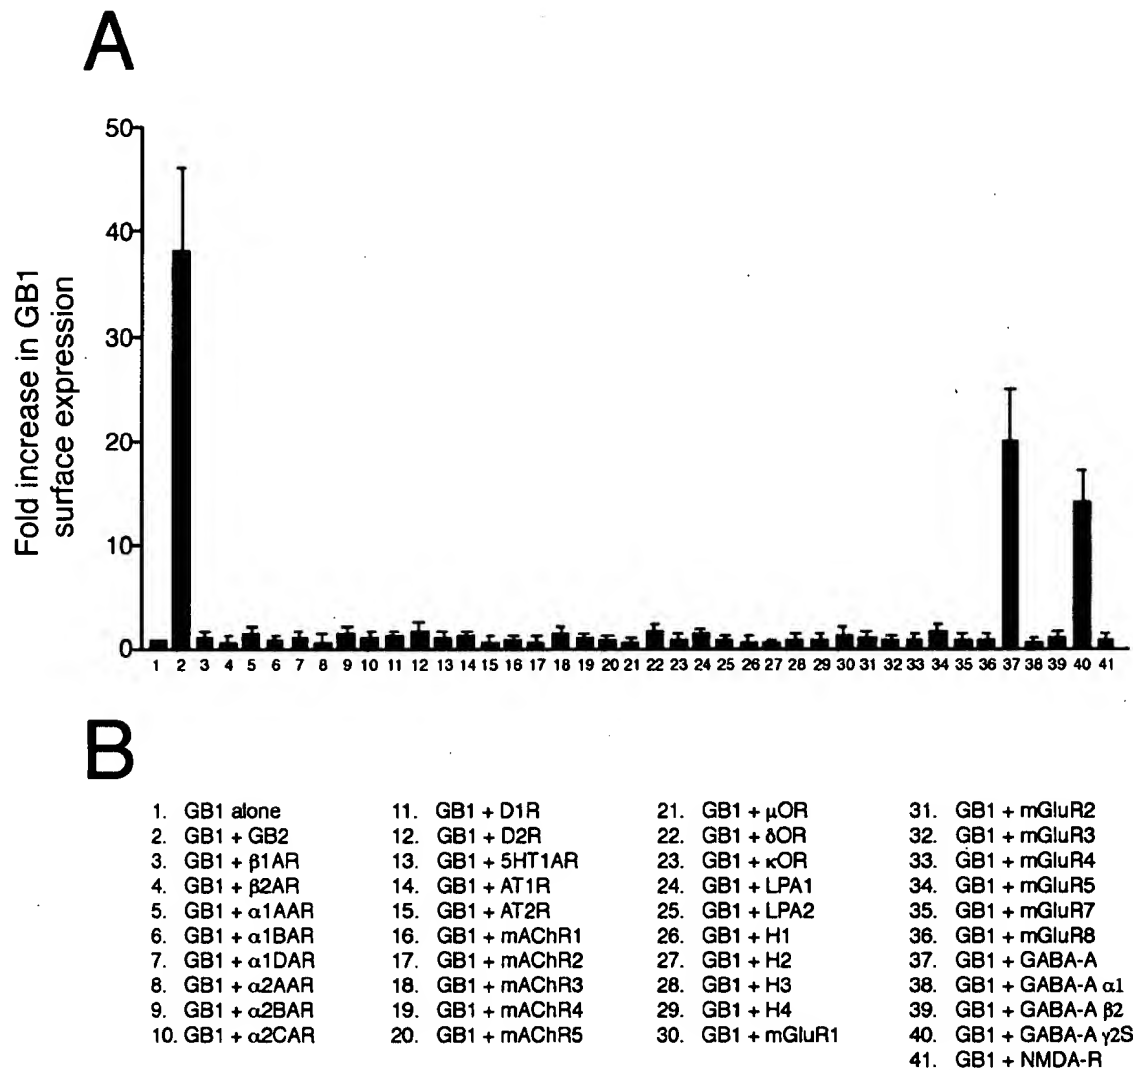 A
50
40
30
20
10
0
Fold increase in GB1
surface expression
1 2 3 4 5 6 7 8 9 10 11 12 13 14 15 16 17 18 19 20 21 22 23 24 25 26 27 28 29 30 31 32 33 34 35 36 37 38 39 40 41
B
1. GB1 alone
2. GB1 + GB2
3. GB1 + β1AR
4. GB1 + β2AR
5. GB1 + α1AAR
6. GB1 + α1BAR
7. GB1 + α1DAR
8. GB1 + α2AAR
9. GB1 + α2BAR
10. GB1 + α2CAR
11. GB1 + D1R
12. GB1 + D2R
13. GB1 + 5HT1AR
14. GB1 + AT1R
15. GB1 + AT2R
16. GB1 + mAChR1
17. GB1 + mAChR2
18. GB1 + mAChR3
19. GB1 + mAChR4
20. GB1 + mAChR5
21. GB1 + μOR
22. GB1 + δOR
23. GB1 + κOR
24. GB1 + LPA1
25. GB1 + LPA2
26. GB1 + H1
27. GB1 + H2
28. GB1 + H3
29. GB1 + H4
30. GB1 + mGluR1
31. GB1 + mGluR2
32. GB1 + mGluR3
33. GB1 + mGluR4
34. GB1 + mGluR5
35. GB1 + mGluR7
36. GB1 + mGluR8
37. GB1 + GABA-A
38. GB1 + GABA-A α1
39. GB1 + GABA-A β2
40. GB1 + GABA-A γ2S
41. GB1 + NMDA-R